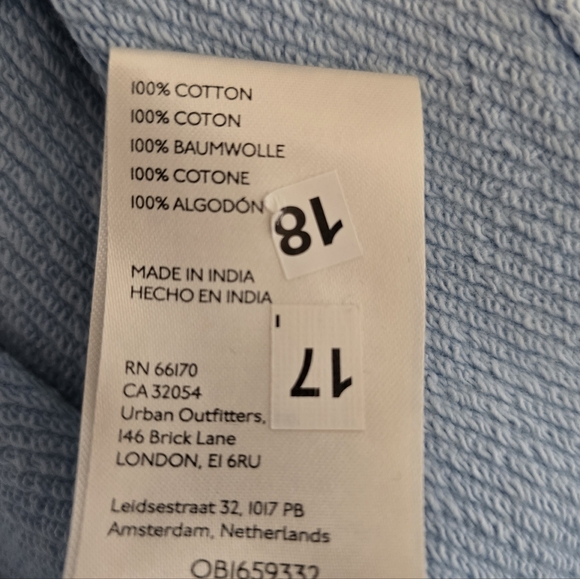 100% COTTON
100% COTON
100% BAUMWOLLE
100% COTONE
100% ALGODÓN
18
MADE IN INDIA
HECHO EN INDIA
17
RN 66170
CA 32054
Urban Outfitters,
146 Brick Lane
LONDON, E1 6RU
Leidsestraat 32, 1017 PB
Amsterdam, Netherlands
OB1659332